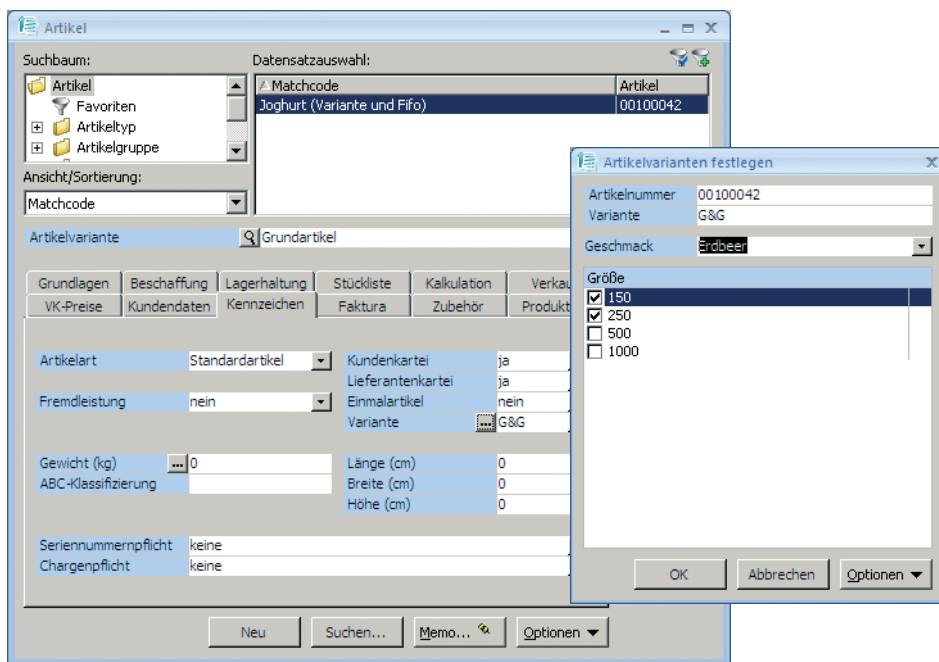 Artikel
Suchbaum:
Datensatzauswahl:
Artikel
Favoriten
Artikeltyp
Artikelgruppe
Matchcode Artikel
Joghurt (Variante und Fifo) 00100042
Ansicht/Sortierung:
Matchcode
Artikelvariante Grundartikel
Grundlagen Beschaffung Lagerhaltung Stückliste Kalkulation Verkau
VK-Preise Kundendaten Kennzeichen Faktura Zubehör Produkt
Artikelart Standardartikel Kundenkartei ja
Lieferantenkartei ja
Fremdleistung nein Einmalartikel nein
Variante ... G&G
Gewicht (kg) ... 0 Länge (cm) 0
ABC-Klassifizierung Breite (cm) 0
Höhe (cm) 0
Seriennummernpflicht keine
Chargenpflicht keine
Neu Suchen... Memo... Optionen
Artikelvarianten festlegen
Artikelnummer 00100042
Variante G&G
Geschmack Erdbeer
Größe
150
250
500
1000
OK Abbrechen Optionen